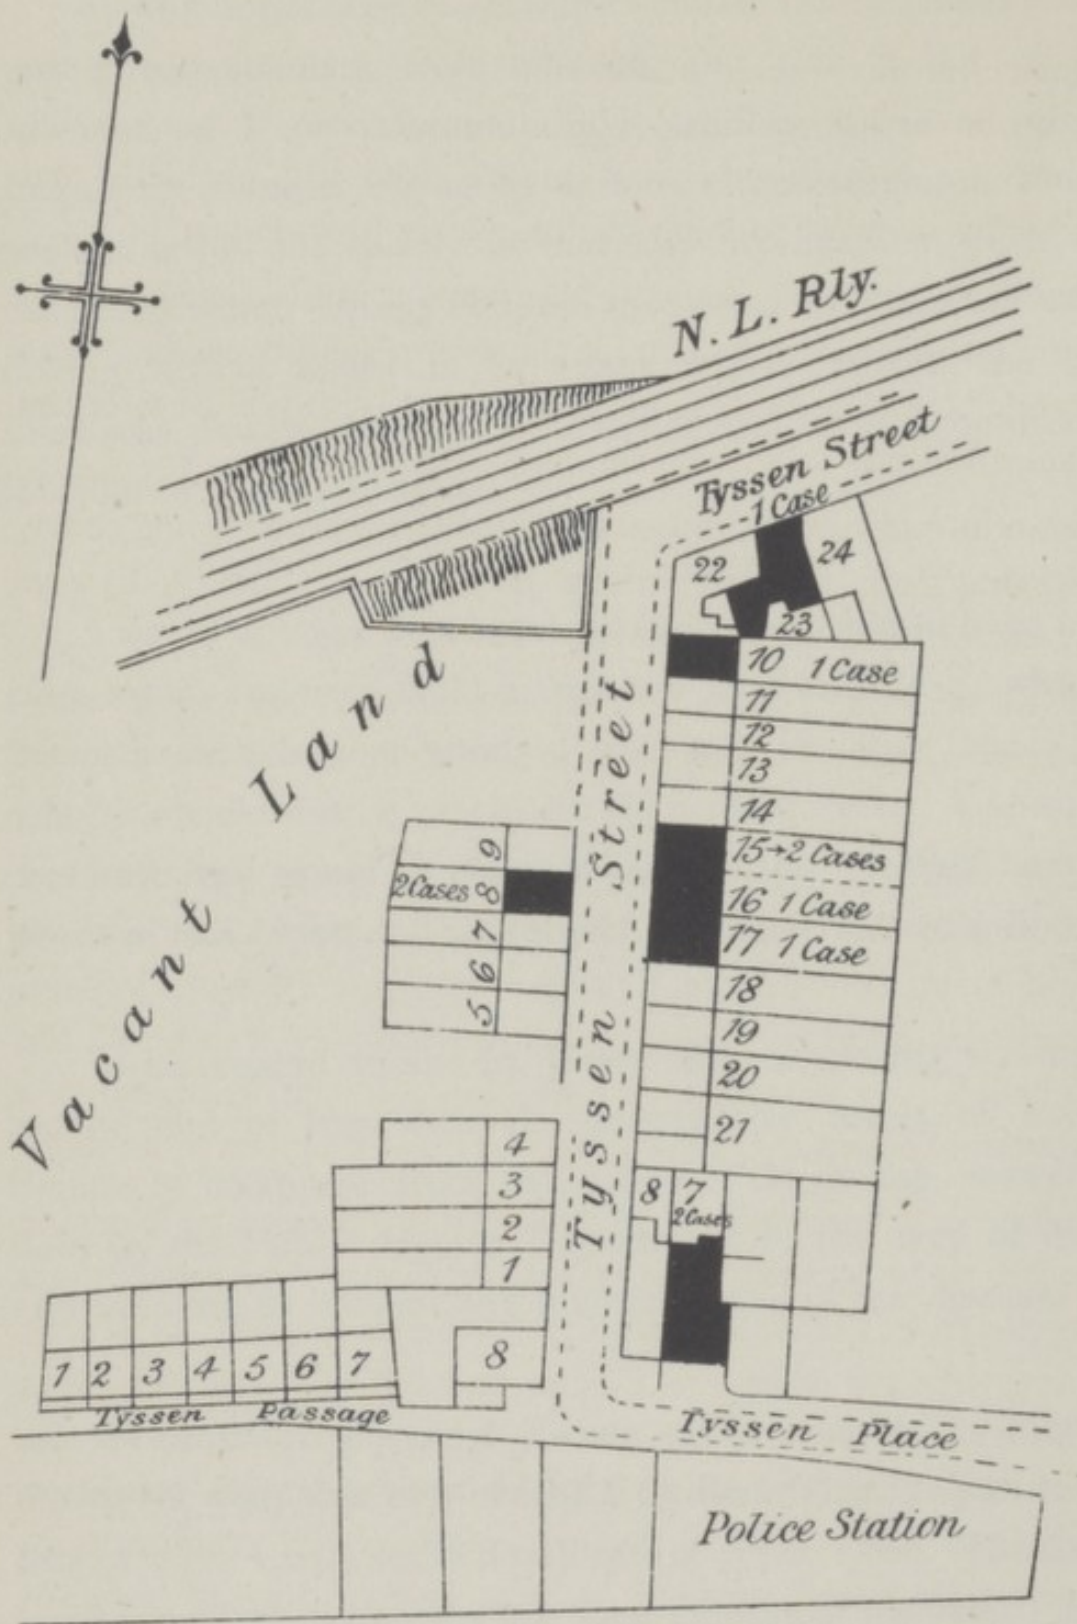 N. L. Rly.
Tyssen Street
1 Case
22
24
23
10 1 Case
11
12
13
14
15→2 Cases
16 1 Case
17 1 Case
18
19
20
21
8 7
2 Cases
Vacant Land
Tyssen Street
9
2 Cases 8
7
6
5
4
3
2
1
8
1 2 3 4 5 6 7
Tyssen Passage
Tyssen Place
Police Station